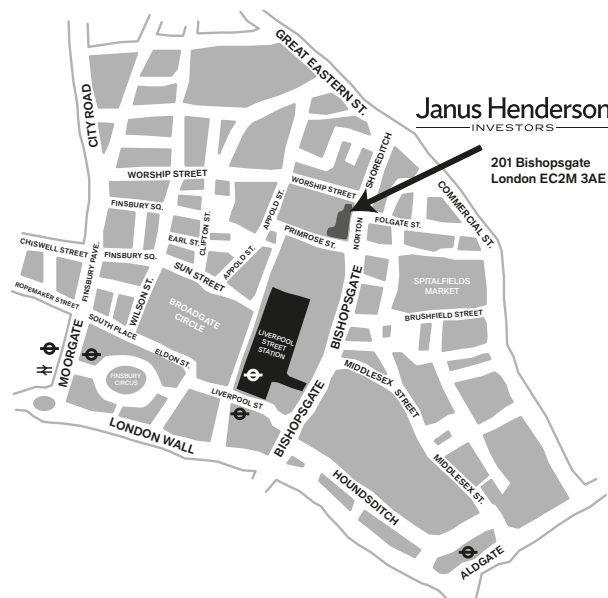 GREAT EASTERN ST.
CITY ROAD
Janus Henderson
INVESTORS
SHOREDITCH
201 Bishopsgate
London EC2M 3AE
WORSHIP STREET
WORSHIP STREET
COMMERCIAL ST.
FINSBURY SQ.
APPOLD ST.
CLIFTON ST.
FOLGATE ST.
NORTON
PRIMROSE ST.
EARL ST.
CHISWELL STREET
FINSBURY PAVE.
FINSBURY SQ.
APPOLD ST.
SUN STREET
ROPEMAKER STREET
WILSON ST.
BROADGATE
CIRCLE
SPITALFIELDS
MARKET
BISHOPSGATE
BRUSHFIELD STREET
SOUTH PLACE
LIVERPOOL
STREET
STATION
ELDON ST.
MOORGATE
FINSBURY
CIRCUS
MIDDLESEX STREET
LIVERPOOL ST
LONDON WALL
BISHOPSGATE
HOUNDSDITCH
MIDDLESEX ST.
ALDGATE